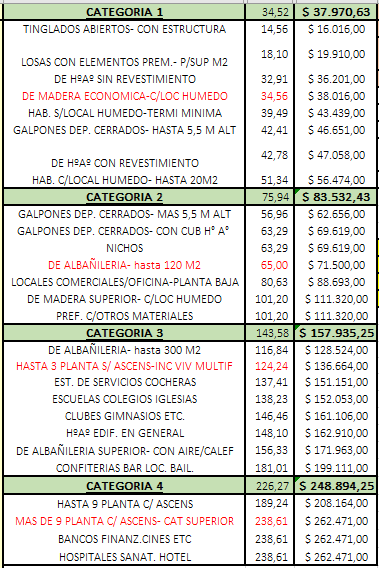 CATEGORIA 1 34,52 $ 37.970,63
TINGLADOS ABIERTOS- CON ESTRUCTURA 14,56 $ 16.016,00
LOSAS CON ELEMENTOS PREM.- P/SUP M2 18,10 $ 19.910,00
DE HºAº SIN REVESTIMIENTO 32,91 $ 36.201,00
DE MADERA ECONOMICA-C/LOC HUMEDO 34,56 $ 38.016,00
HAB. S/LOCAL HUMEDO-TERMI MINIMA 39,49 $ 43.439,00
GALPONES DEP. CERRADOS- HASTA 5,5 M ALT 42,41 $ 46.651,00
DE HºAº CON REVESTIMIENTO 42,78 $ 47.058,00
HAB. C/LOCAL HUMEDO- HASTA 20M2 51,34 $ 56.474,00
CATEGORIA 2 75,94 $ 83.532,43
GALPONES DEP. CERRADOS- MAS 5,5 M ALT 56,96 $ 62.656,00
GALPONES DEP. CERRADOS- CON CUB H° A° 63,29 $ 69.619,00
NICHOS 63,29 $ 69.619,00
DE ALBAÑILERIA- hasta 120 M2 65,00 $ 71.500,00
LOCALES COMERCIALES/OFICINA-PLANTA BAJA 80,63 $ 88.693,00
DE MADERA SUPERIOR- C/LOC HUMEDO 101,20 $ 111.320,00
PREF. C/OTROS MATERIALES 101,20 $ 111.320,00
CATEGORIA 3 143,58 $ 157.935,25
DE ALBAÑILERIA- hasta 300 M2 116,84 $ 128.524,00
HASTA 3 PLANTA S/ ASCENS-INC VIV MULTIF 124,24 $ 136.664,00
EST. DE SERVICIOS COCHERAS 137,41 $ 151.151,00
ESCUELAS COLEGIOS IGLESIAS 138,23 $ 152.053,00
CLUBES GIMNASIOS ETC. 146,46 $ 161.106,00
HºAº EDIF. EN GENERAL 148,10 $ 162.910,00
DE ALBAÑILERIA SUPERIOR- CON AIRE/CALEF 156,33 $ 171.963,00
CONFITERIAS BAR LOC. BAIL. 181,01 $ 199.111,00
CATEGORIA 4 226,27 $ 248.894,25
HASTA 9 PLANTA C/ ASCENS 189,24 $ 208.164,00
MAS DE 9 PLANTA C/ ASCENS- CAT SUPERIOR 238,61 $ 262.471,00
BANCOS FINANZ.CINES ETC 238,61 $ 262.471,00
HOSPITALES SANAT. HOTEL 238,61 $ 262.471,00